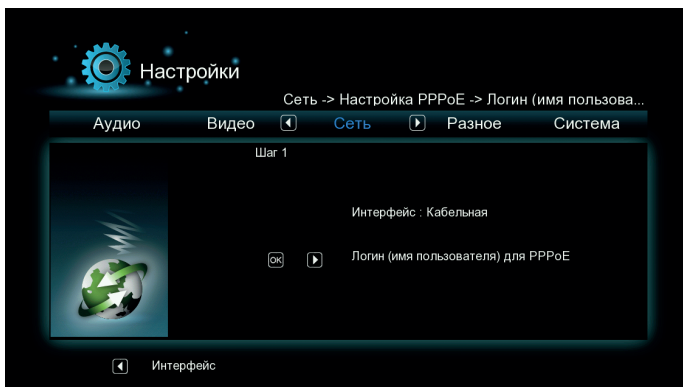 Настройки
Сеть -> Настройка PPPoE -> Логин (имя пользова...
Аудио Видео Сеть Разное Система
Шаг 1
Интерфейс : Кабельная
OK Логин (имя пользователя) для PPPoE
Интерфейс